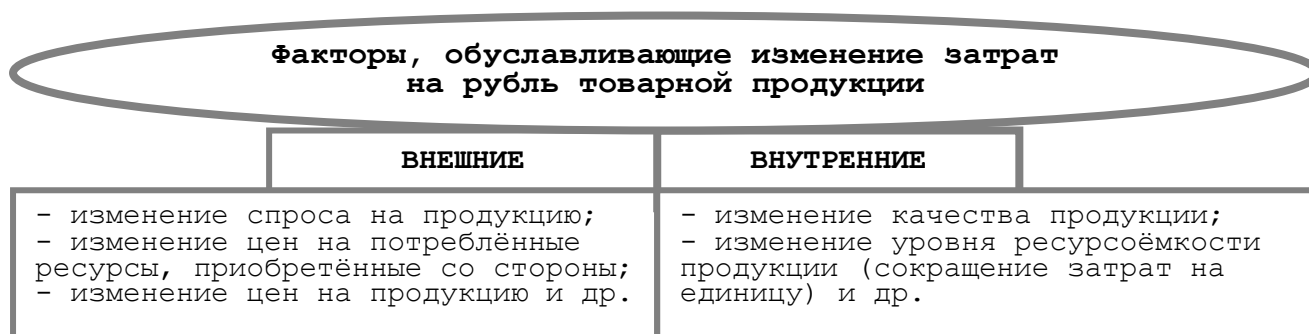 Факторы, обуславливающие изменение затрат
на рубль товарной продукции
ВНЕШНИЕ
ВНУТРЕННИЕ
- изменение спроса на продукцию;
- изменение цен на потреблённые
ресурсы, приобретённые со стороны;
- изменение цен на продукцию и др.
- изменение качества продукции;
- изменение уровня ресурсоёмкости
продукции (сокращение затрат на
единицу) и др.